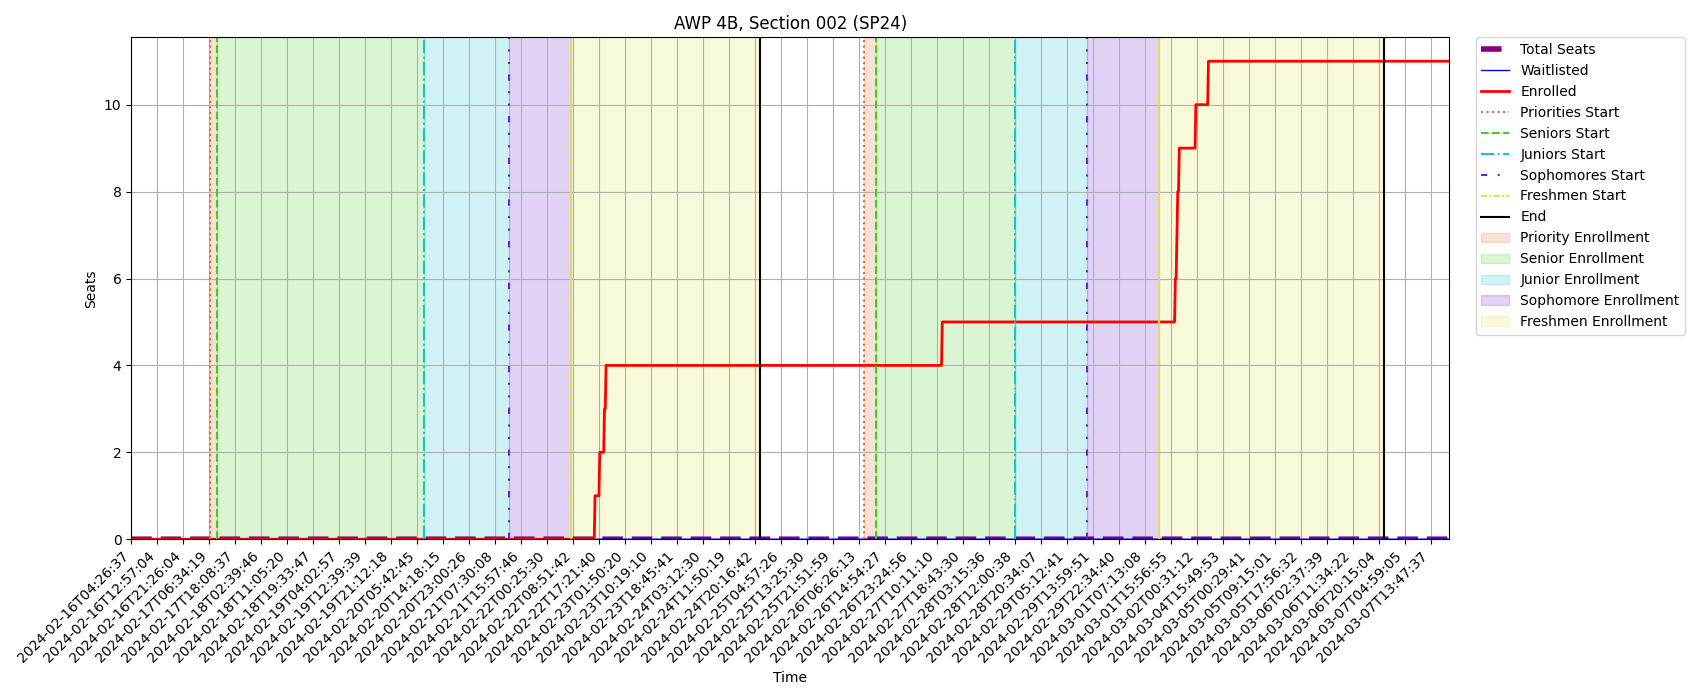 AWP 4B, Section 002 (SP24)
Total Seats
Waitlisted
Enrolled
Priorities Start
Seniors Start
Juniors Start
Sophomores Start
Freshmen Start
End
Priority Enrollment
Senior Enrollment
Junior Enrollment
Sophomore Enrollment
Freshmen Enrollment
Seats
10
8
6
4
2
0
2024-02-16T04:26:37
2024-02-16T12:57:04
2024-02-16T21:26:04
2024-02-17T06:34:19
2024-02-17T18:08:37
2024-02-18T02:39:46
2024-02-18T11:05:20
2024-02-18T19:33:47
2024-02-19T04:02:57
2024-02-19T12:39:39
2024-02-19T21:12:18
2024-02-20T05:42:45
2024-02-20T14:18:15
2024-02-20T23:00:26
2024-02-21T07:30:08
2024-02-21T15:57:46
2024-02-22T00:25:30
2024-02-22T08:51:42
2024-02-22T17:21:40
2024-02-23T01:50:20
2024-02-23T10:19:10
2024-02-23T18:45:41
2024-02-24T03:12:30
2024-02-24T11:50:19
2024-02-24T20:16:42
2024-02-25T04:57:26
2024-02-25T13:25:30
2024-02-25T21:51:59
2024-02-26T06:26:13
2024-02-26T14:54:27
2024-02-26T23:24:56
2024-02-27T10:11:10
2024-02-27T18:43:30
2024-02-28T03:15:36
2024-02-28T12:00:38
2024-02-28T20:34:07
2024-02-29T05:12:41
2024-02-29T13:59:51
2024-02-29T22:34:40
2024-03-01T07:13:08
2024-03-01T15:56:55
2024-03-02T00:31:12
2024-03-04T15:49:53
2024-03-05T00:29:41
2024-03-05T09:15:01
2024-03-05T17:56:32
2024-03-06T02:37:39
2024-03-06T11:34:22
2024-03-06T20:15:04
2024-03-07T04:59:05
2024-03-07T13:47:37
Time